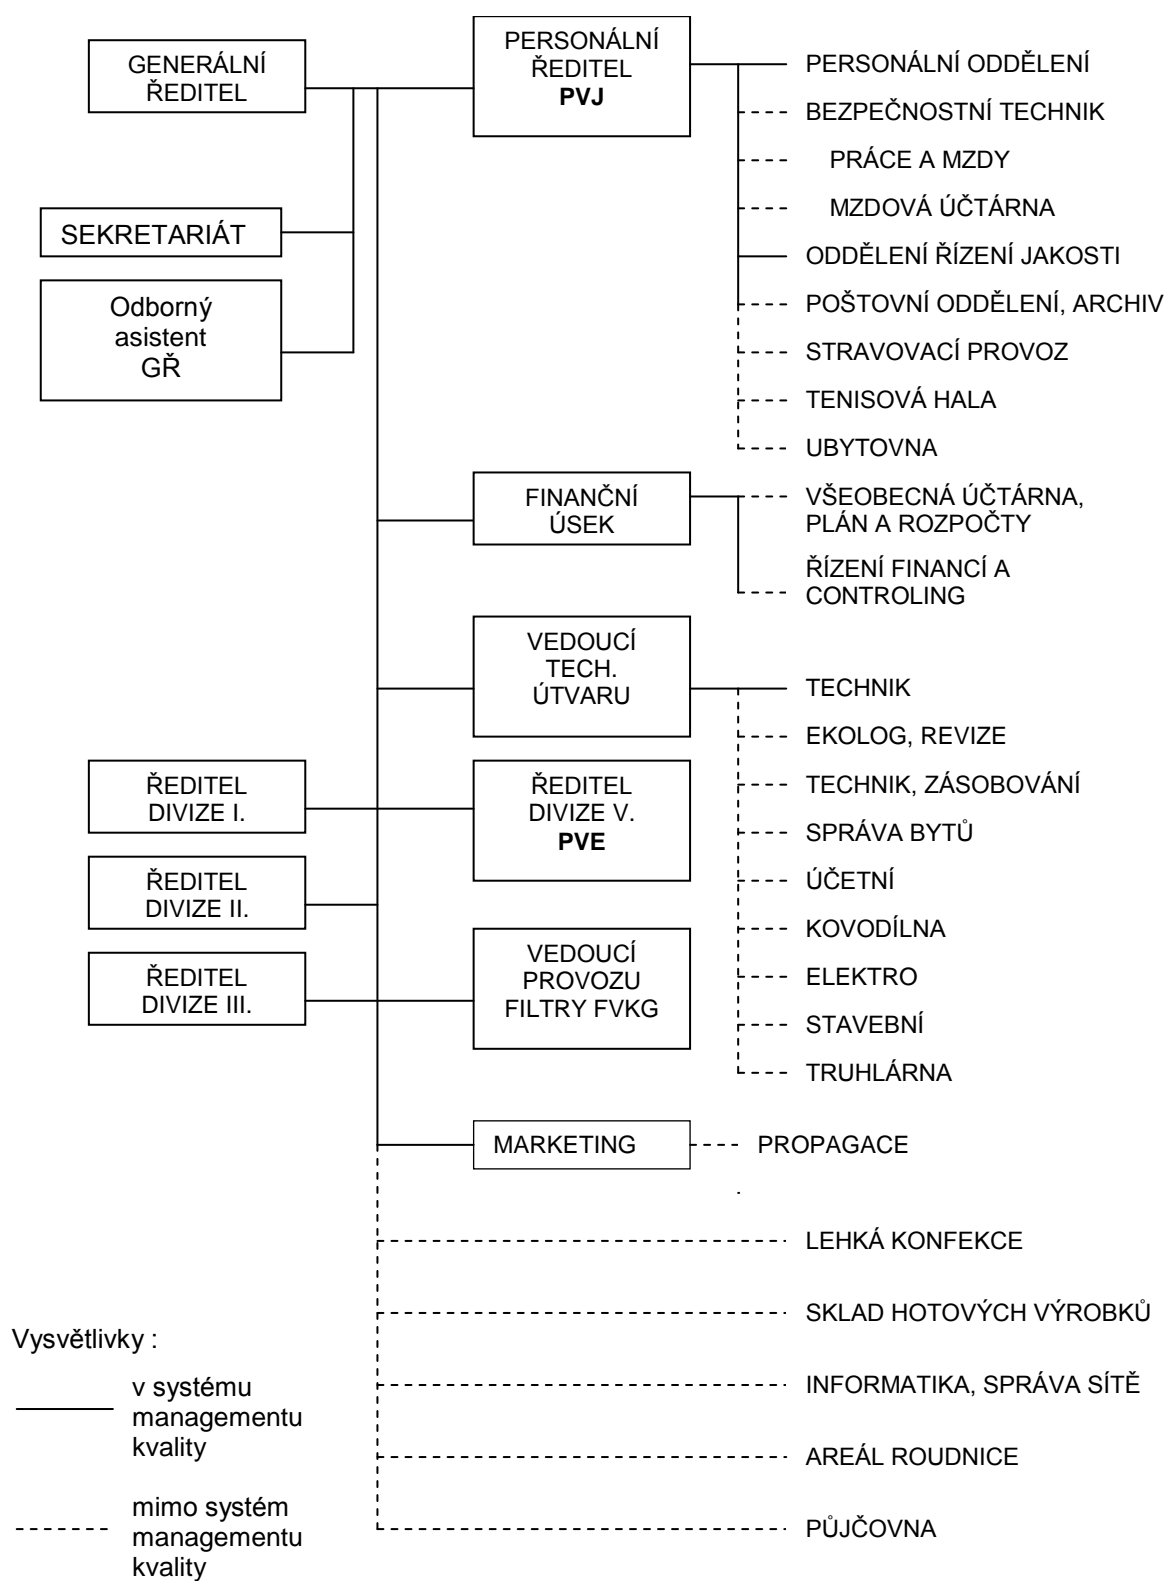 GENERÁLNÍ
ŘEDITEL
SEKRETARIÁT
Odborný
asistent
GŘ
PERSONÁLNÍ
ŘEDITEL
PVJ
PERSONÁLNÍ ODDĚLENÍ
BEZPEČNOSTNÍ TECHNIK
PRÁCE A MZDY
MZDOVÁ ÚČTÁRNA
ODDĚLENÍ ŘÍZENÍ JAKOSTI
POŠTOVNÍ ODDĚLENÍ, ARCHIV
STRAVOVACÍ PROVOZ
TENISOVÁ HALA
UBYTOVNA
FINANČNÍ
ÚSEK
VŠEOBECNÁ ÚČTÁRNA,
PLÁN A ROZPOČTY
ŘÍZENÍ FINANCÍ A
CONTROLING
VEDOUCÍ
TECH.
ÚTVARU
TECHNIK
EKOLOG, REVIZE
TECHNIK, ZÁSOBOVÁNÍ
SPRÁVA BYTŮ
ÚČETNÍ
KOVODÍLNA
ELEKTRO
STAVEBNÍ
TRUHLÁRNA
ŘEDITEL
DIVIZE I.
ŘEDITEL
DIVIZE V.
PVE
ŘEDITEL
DIVIZE II.
ŘEDITEL
DIVIZE III.
VEDOUCÍ
PROVOZU
FILTRY FVKG
MARKETING
PROPAGACE
LEHKÁ KONFEKCE
SKLAD HOTOVÝCH VÝROBKŮ
INFORMATIKA, SPRÁVA SÍTĚ
AREÁL ROUDNICE
PŮJČOVNA
Vysvětlivky :
v systému
managementu
kvality
mimo systém
managementu
kvality